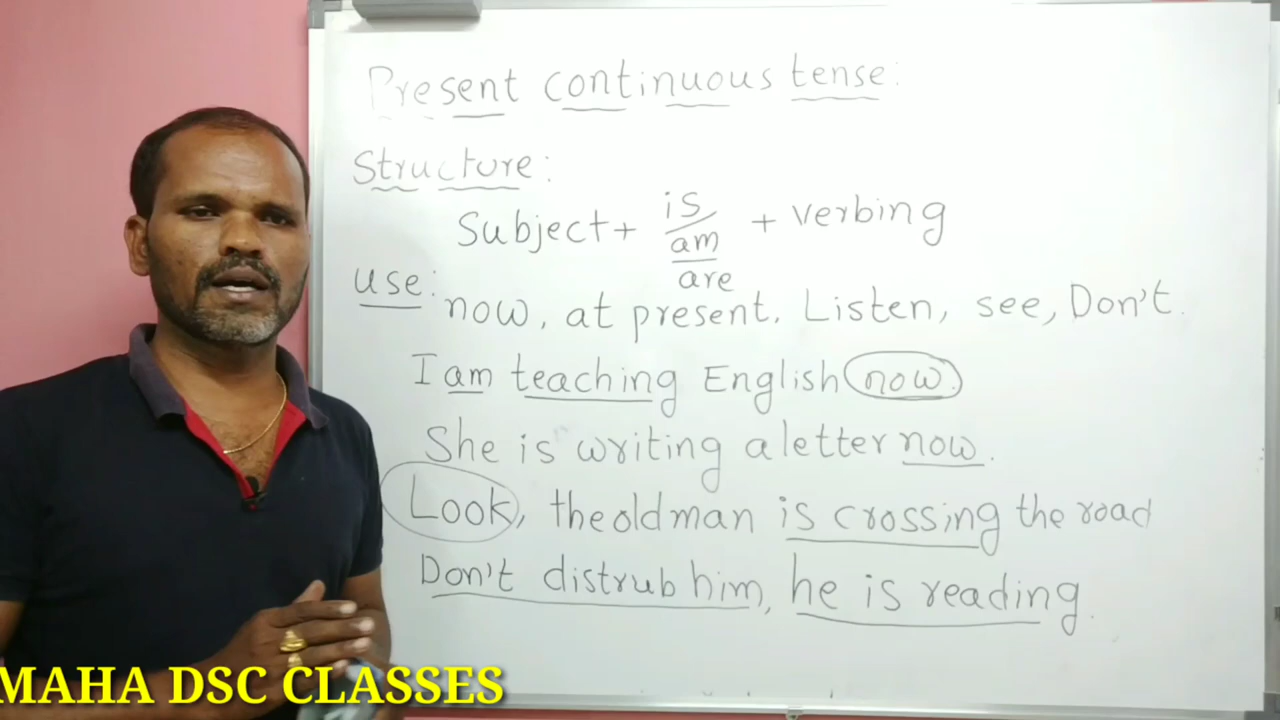 Present continuous tense:
Structure:
Subject + is/am/are + verbing
use:
now, at present, Listen, see, Don't.
I am teaching English now.
She is writing a letter now.
Look, the old man is crossing the road
Don't distrub him, he is reading.
MAHA DSC CLASSES